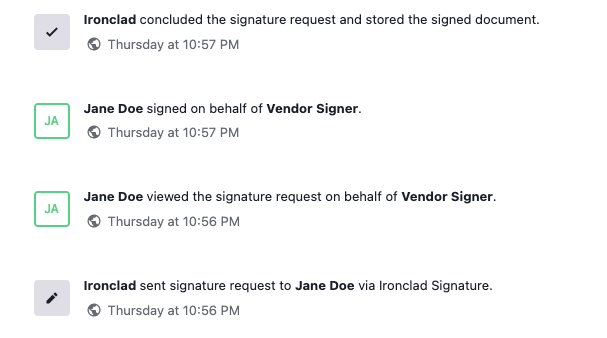 Ironclad concluded the signature request and stored the signed document.
Thursday at 10:57 PM
JA
Jane Doe signed on behalf of Vendor Signer.
Thursday at 10:57 PM
JA
Jane Doe viewed the signature request on behalf of Vendor Signer.
Thursday at 10:56 PM
Ironclad sent signature request to Jane Doe via Ironclad Signature.
Thursday at 10:56 PM